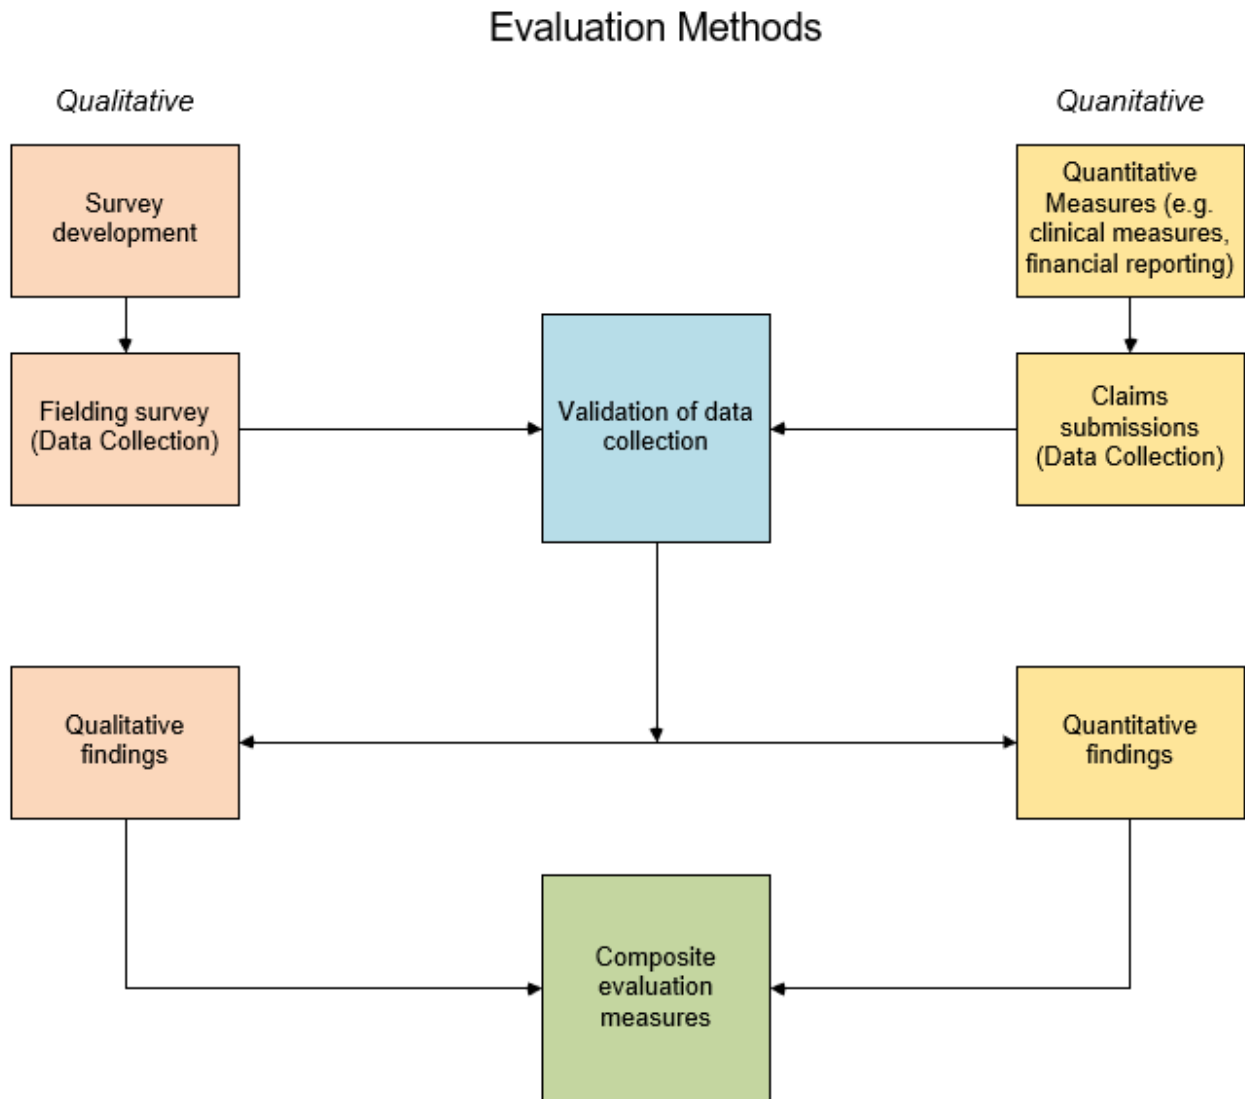 Evaluation Methods
Qualitative
Quanitative
Survey
development
Quantitative
Measures (e.g.
clinical measures,
financial reporting)
Fielding survey
(Data Collection)
Validation of data
collection
Claims
submissions
(Data Collection)
Qualitative
findings
Quantitative
findings
Composite
evaluation
measures